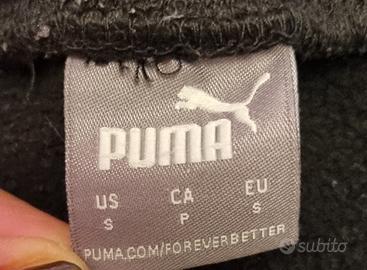 PUMA
US CA EU
S P S
PUMA.COM/FOREVERBETTER
subito